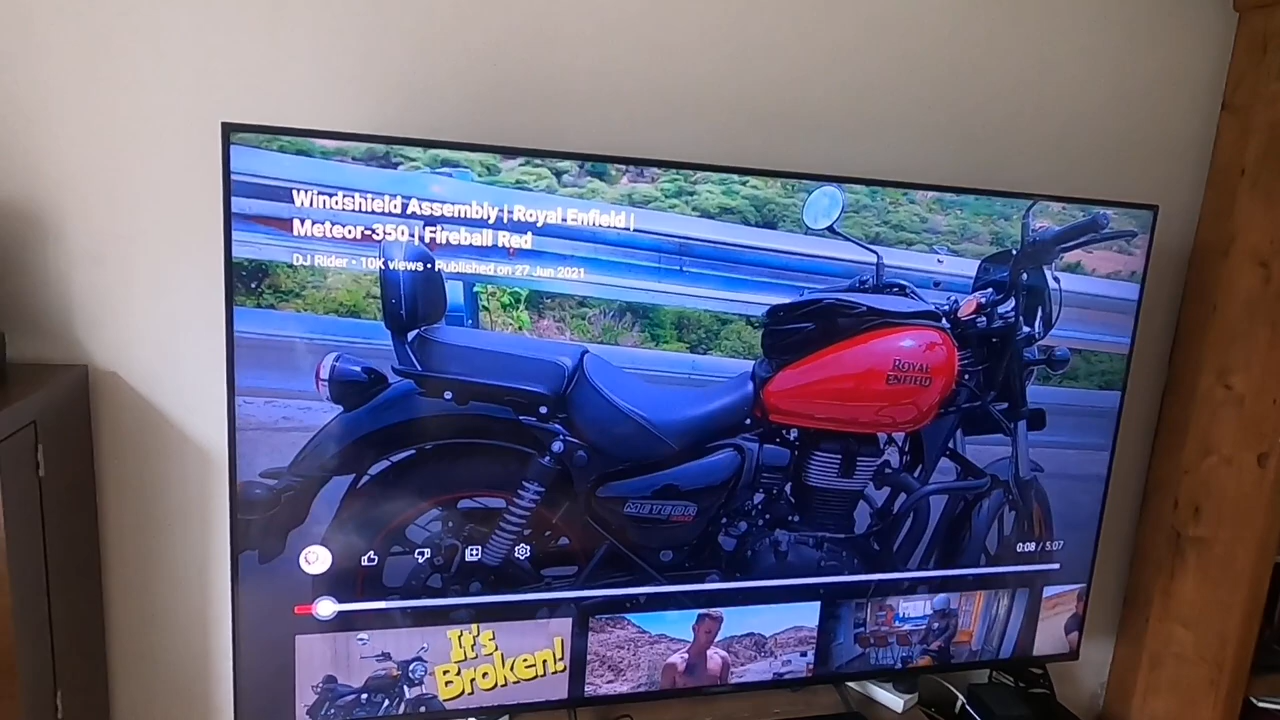 Windshield Assembly | Royal Enfield |
Meteor-350 | Fireball Red
DJ Rider • 10K views • Published on 27 Jun 2021
ROYAL
ENFIELD
METEOR
350
0:08 / 5:07
It's
Broken!